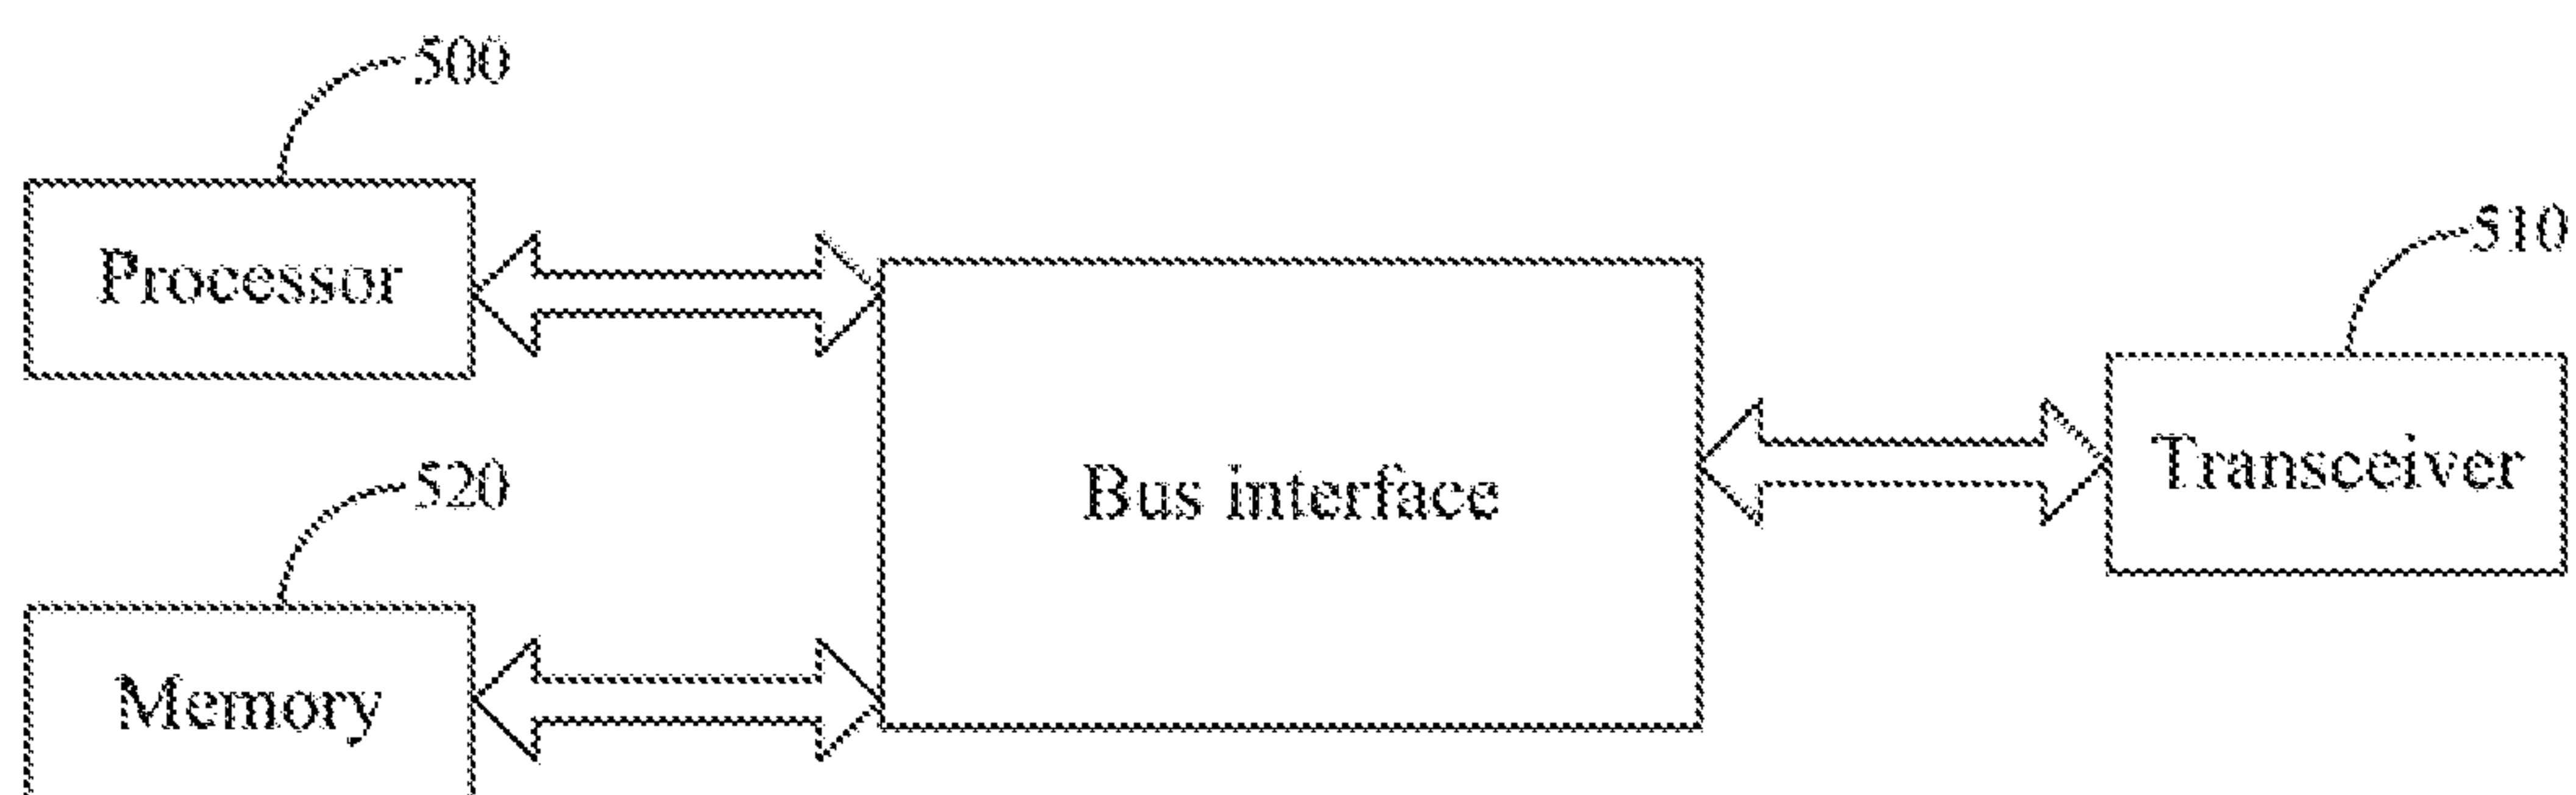 500
Processor
510
Transceiver
Bus interface
520
Memory